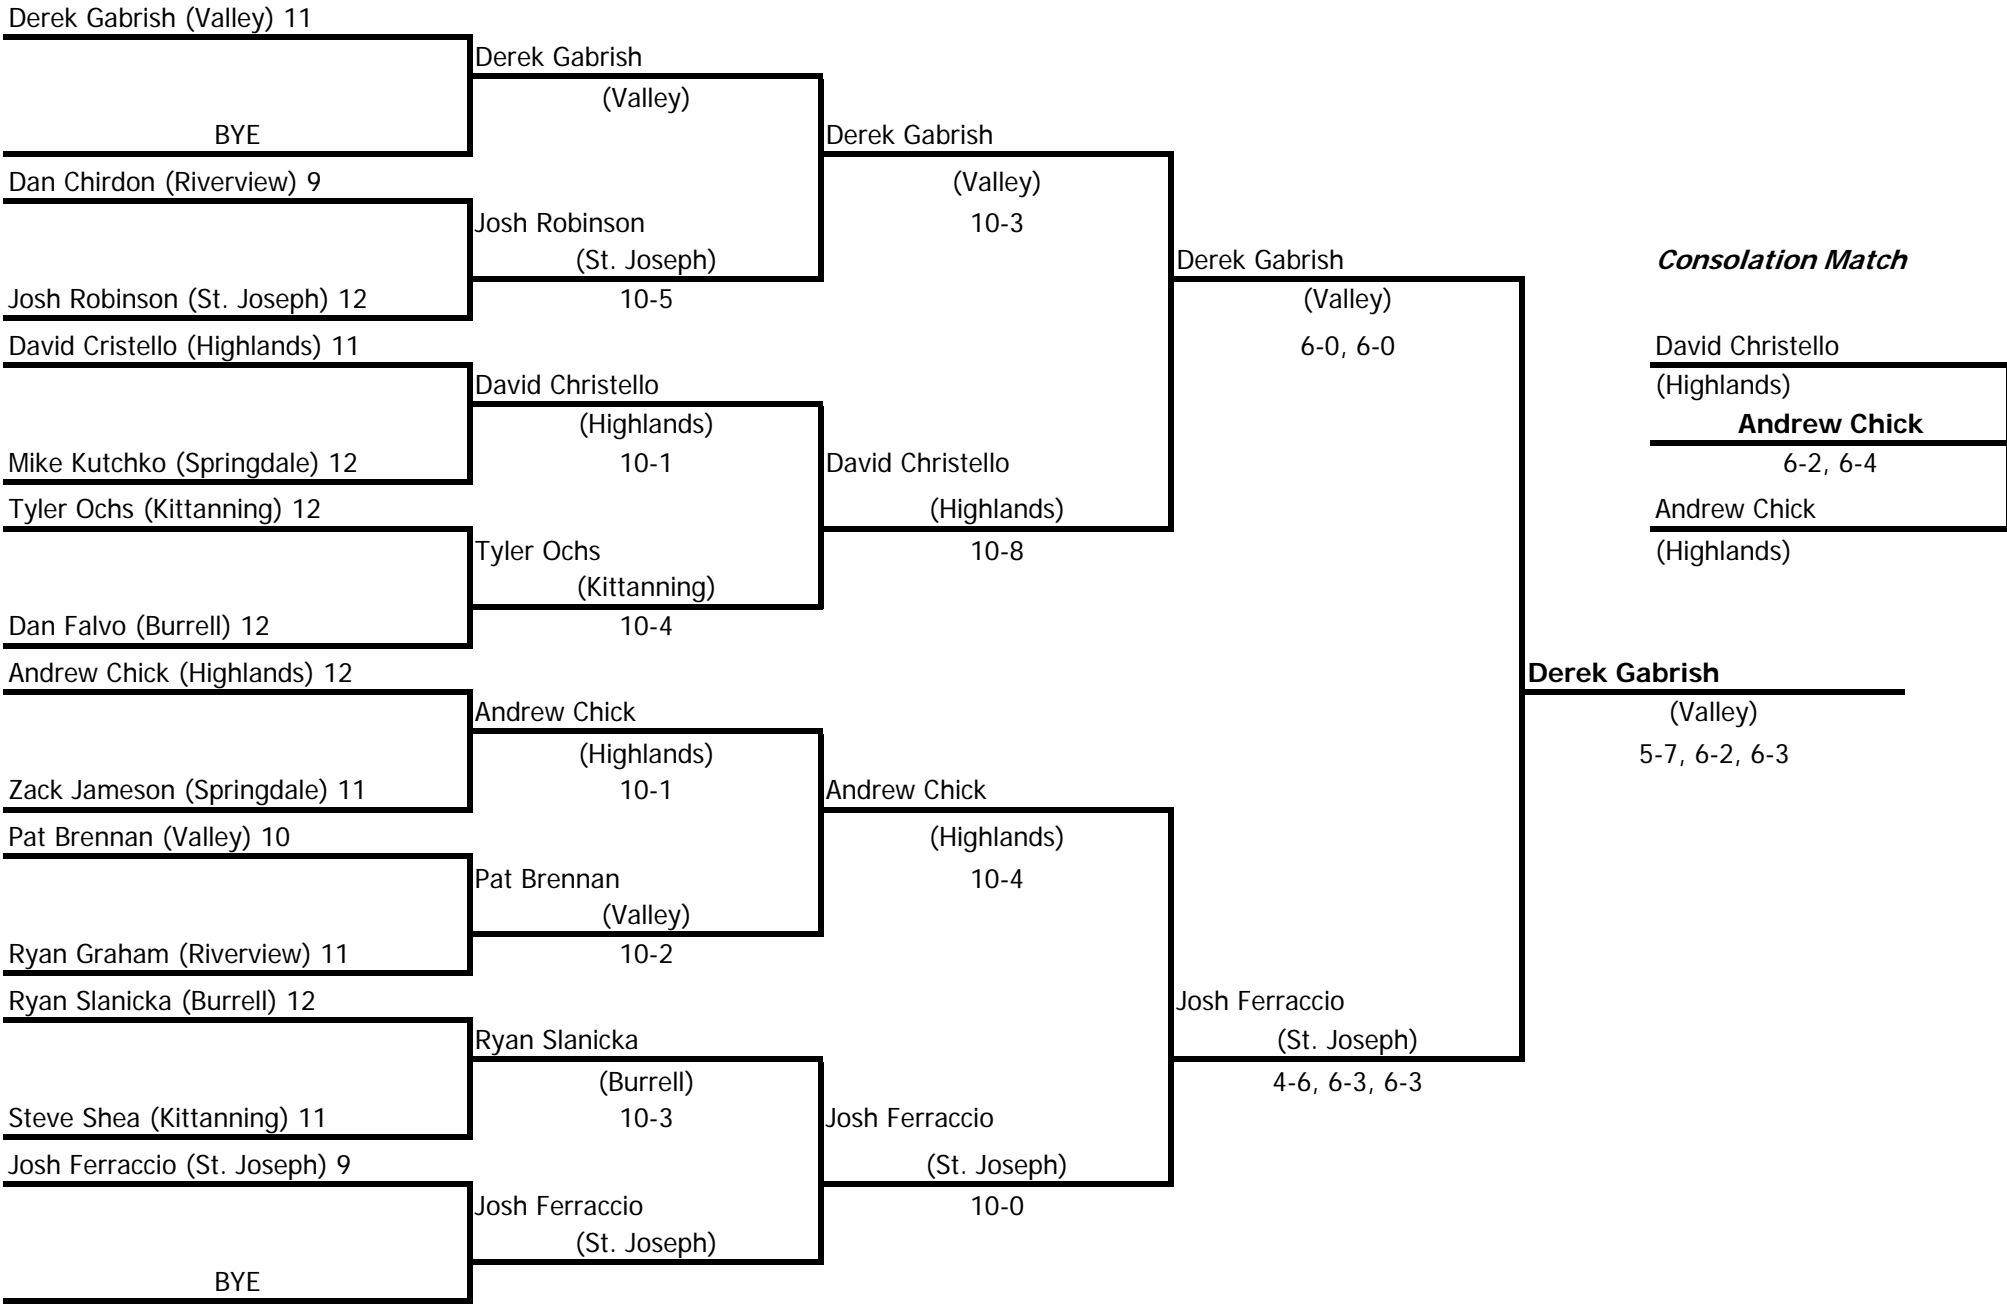 Derek Gabrish (Valley) 11
Derek Gabrish
(Valley)
BYE
Derek Gabrish
Dan Chirdon (Riverview) 9
(Valley)
Josh Robinson
10-3
(St. Joseph)
Derek Gabrish
Consolation Match
Josh Robinson (St. Joseph) 12
10-5
(Valley)
David Cristello (Highlands) 11
6-0, 6-0
David Christello
David Christello
(Highlands)
(Highlands)
Andrew Chick
Mike Kutchko (Springdale) 12
10-1
David Christello
6-2, 6-4
Tyler Ochs (Kittanning) 12
(Highlands)
Andrew Chick
Tyler Ochs
10-8
(Highlands)
(Kittanning)
Dan Falvo (Burrell) 12
10-4
Andrew Chick (Highlands) 12
Derek Gabrish
Andrew Chick
(Valley)
(Highlands)
5-7, 6-2, 6-3
Zack Jameson (Springdale) 11
10-1
Andrew Chick
Pat Brennan (Valley) 10
(Highlands)
Pat Brennan
10-4
(Valley)
Ryan Graham (Riverview) 11
10-2
Ryan Slanicka (Burrell) 12
Josh Ferraccio
Ryan Slanicka
(St. Joseph)
(Burrell)
4-6, 6-3, 6-3
Steve Shea (Kittanning) 11
10-3
Josh Ferraccio
Josh Ferraccio (St. Joseph) 9
(St. Joseph)
Josh Ferraccio
10-0
(St. Joseph)
BYE